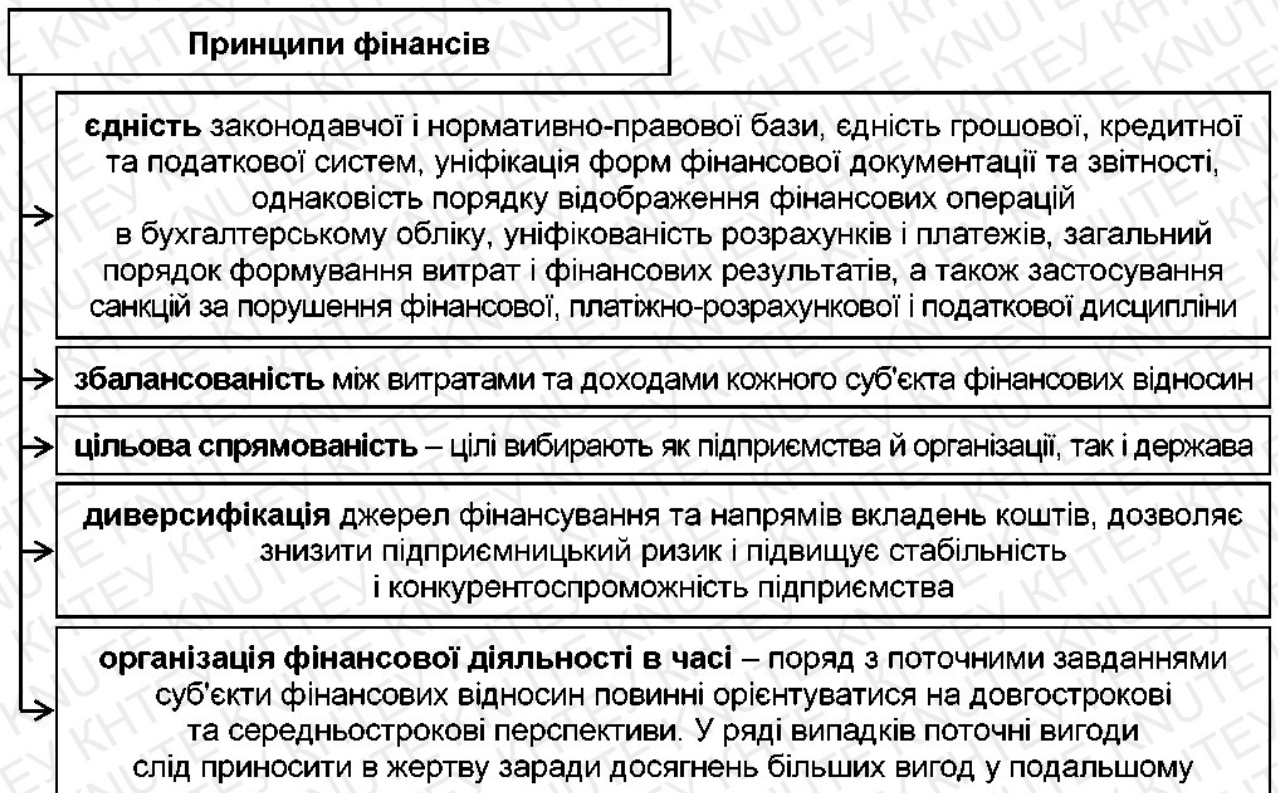 Принципи фінансів
єдність законодавчої і нормативно-правової бази, єдність грошової, кредитної
та податкової систем, уніфікація форм фінансової документації та звітності,
однаковість порядку відображення фінансових операцій
в бухгалтерському обліку, уніфікованість розрахунків і платежів, загальний
порядок формування витрат і фінансових результатів, а також застосування
санкцій за порушення фінансової, платіжно-розрахункової і податкової дисципліни
збалансованість між витратами та доходами кожного суб'єкта фінансових відносин
цільова спрямованість – цілі вибирають як підприємства й організації, так і держава
диверсифікація джерел фінансування та напрямів вкладень коштів, дозволяє
знизити підприємницький ризик і підвищує стабільність
і конкурентоспроможність підприємства
організація фінансової діяльності в часі – поряд з поточними завданнями
суб'єкти фінансових відносин повинні орієнтуватися на довгострокові
та середньострокові перспективи. У ряді випадків поточні вигоди
слід приносити в жертву заради досягнень більших вигод у подальшому